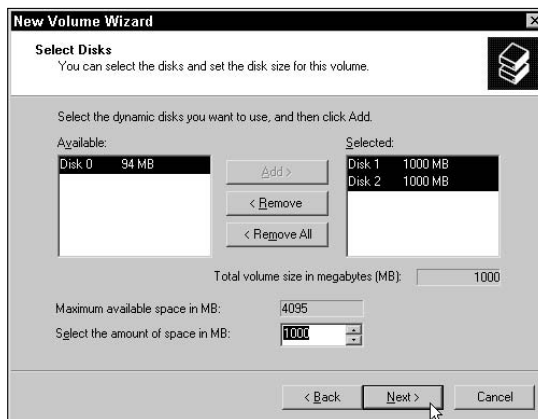 New Volume Wizard
Select Disks
You can select the disks and set the disk size for this volume.
Select the dynamic disks you want to use, and then click Add.
Available:
Selected:
Disk 0 94 MB
Disk 1 1000 MB
Disk 2 1000 MB
Add >
< Remove
< Remove All
Total volume size in megabytes (MB): 1000
Maximum available space in MB: 4095
Select the amount of space in MB: 1000
< Back
Next >
Cancel